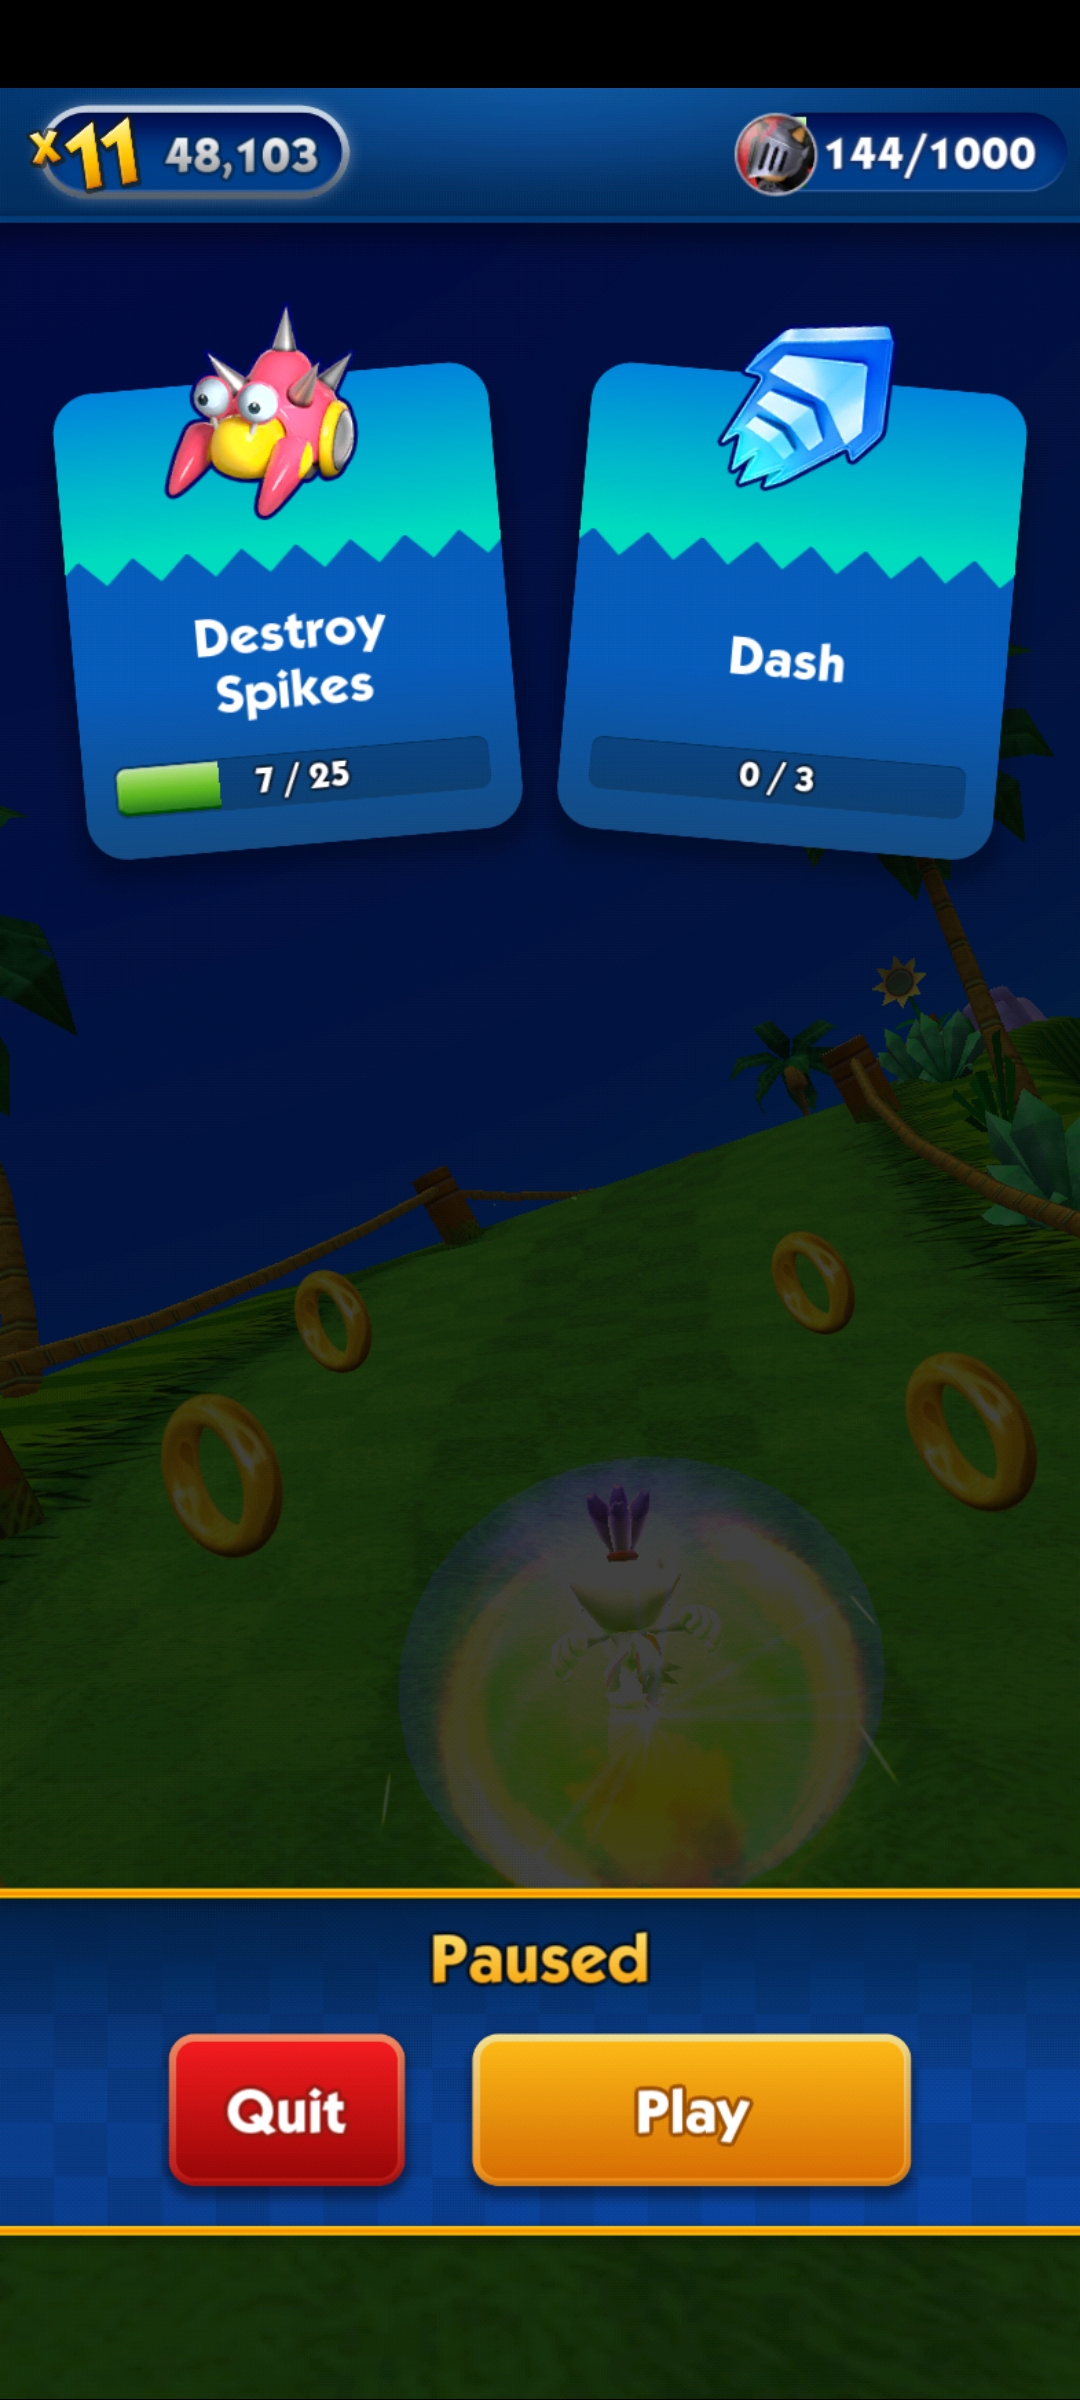 x11 48,103
144/1000
Destroy
Spikes
7 / 25
Dash
0 / 3
Paused
Quit
Play